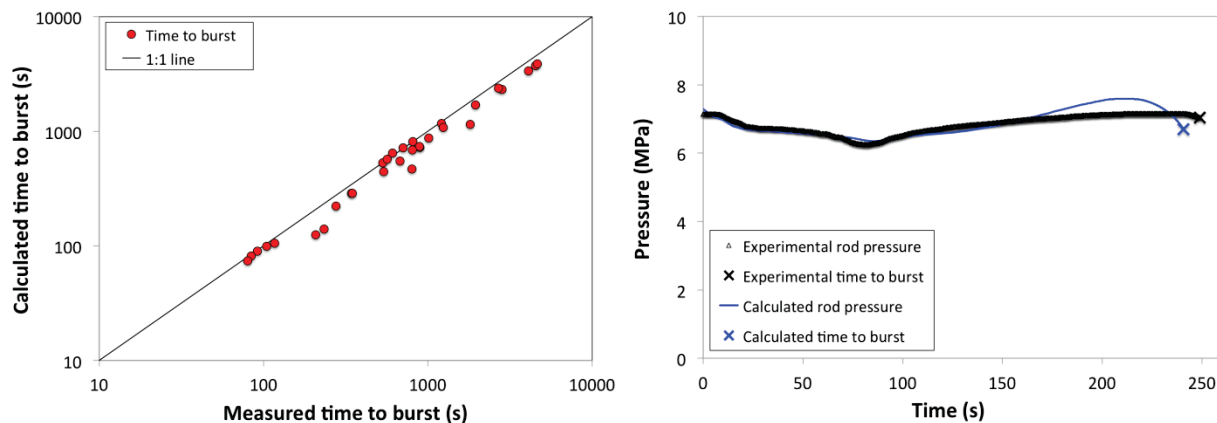 10000
1000
100
10
Calculated time to burst (s)
Time to burst
1:1 line
10
100
1000
10000
Measured time to burst (s)
10
8
6
4
2
0
Pressure (MPa)
Experimental rod pressure
Experimental time to burst
Calculated rod pressure
Calculated time to burst
0
50
100
150
200
250
Time (s)